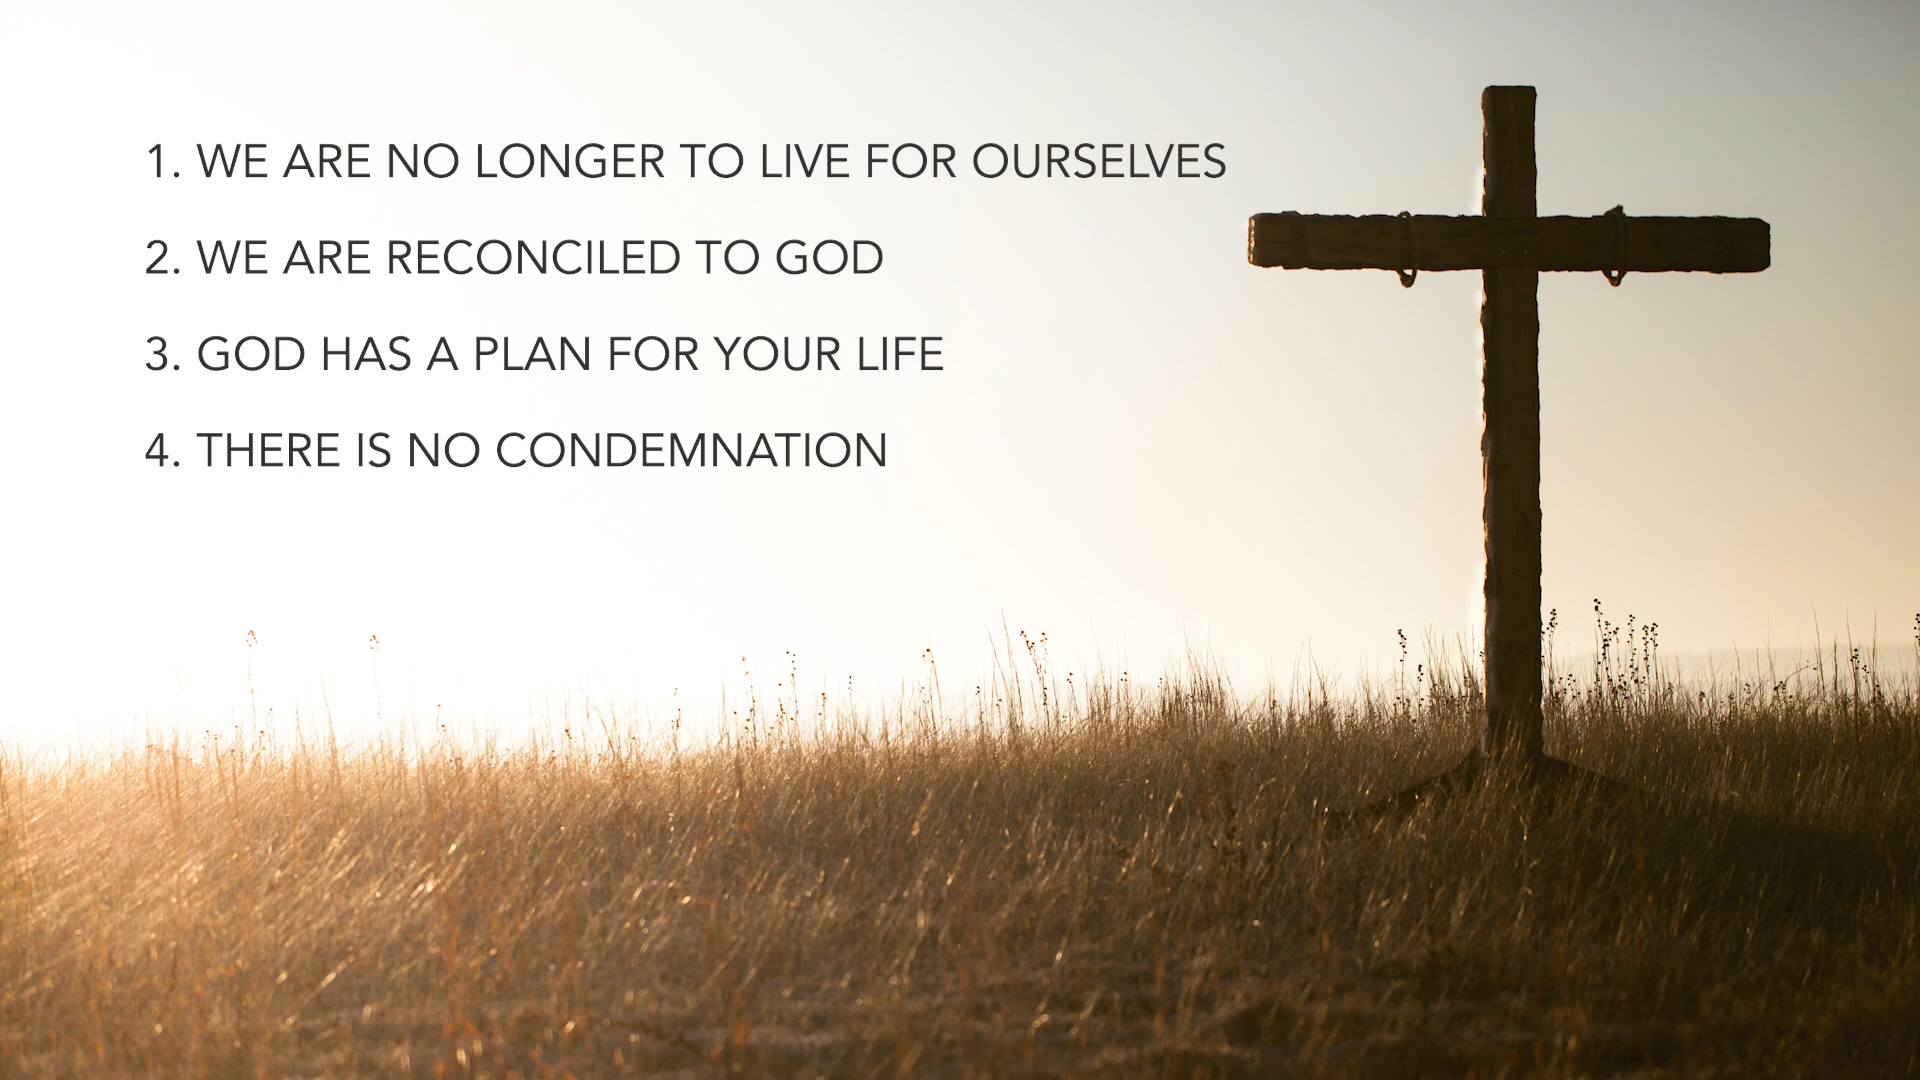 1. WE ARE NO LONGER TO LIVE FOR OURSELVES
2. WE ARE RECONCILED TO GOD
3. GOD HAS A PLAN FOR YOUR LIFE
4. THERE IS NO CONDEMNATION